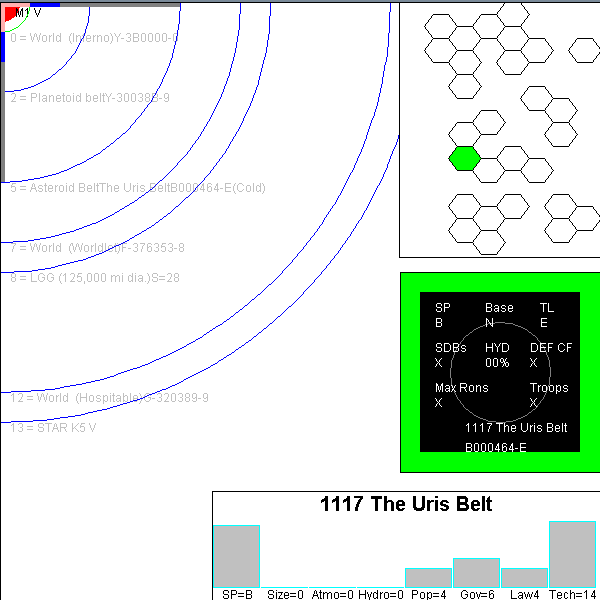 M1 V
0 = World (Inferno)Y-3B0000-0
2 = Planetoid beltY-30038B-9
5 = Asteroid BeltThe Uris BeltB000464-E(Cold)
7 = World (Worldlet)F-376353-8
8 = LGG (125,000 mi dia.)S=28
12 = World (Hospitable)G-320389-9
13 = STAR K5 V
SP Base TL
B N E
SDBs HYD DEF CF
X 00% X
Max Rons Troops
X X
1117 The Uris Belt
B000464-E
1117 The Uris Belt
SP=B Size=0 Atmo=0 Hydro=0 Pop=4 Gov=6 Law4 Tech=14